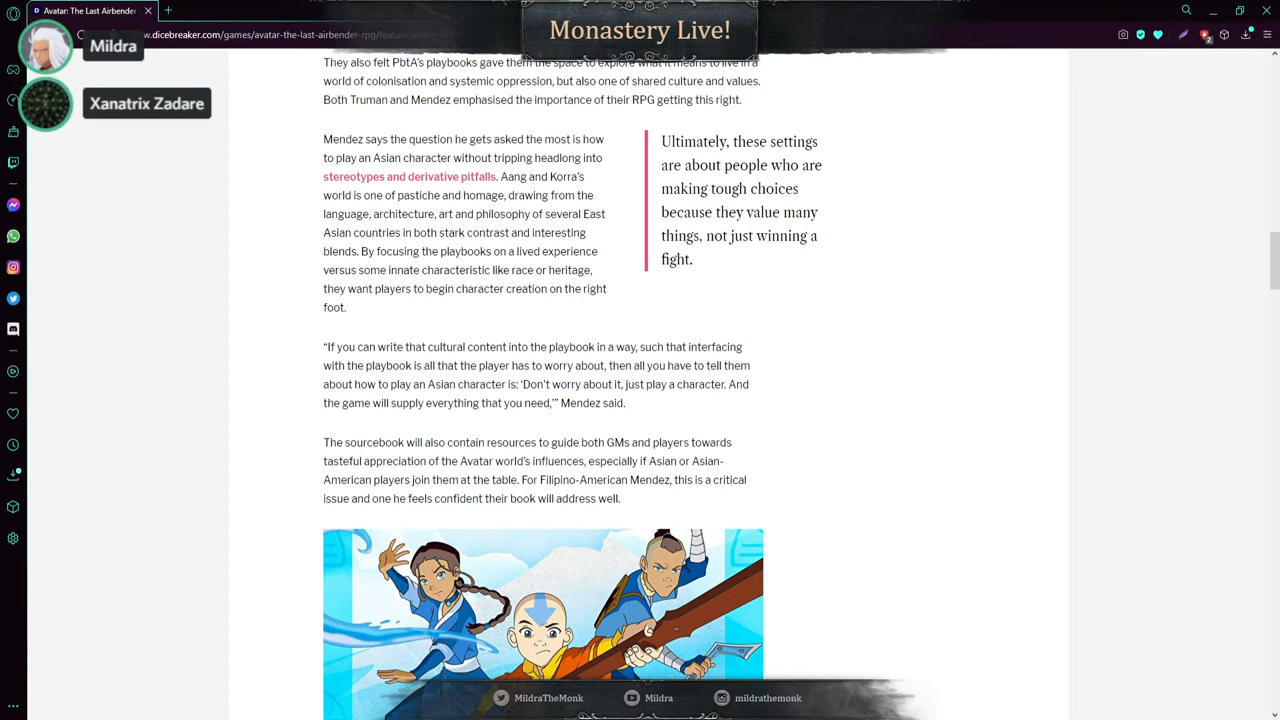 Avatar: The Last Airbender
Monastery Live!
Mildra
w.dicebreaker.com/games/avatar-the-last-airbender-rpg/feature/
Xanatrix Zadare
They also felt PbtA's playbooks gave them the space to explore what it means to live in a
world of colonisation and systemic oppression, but also one of shared culture and values.
Both Truman and Mendez emphasised the importance of their RPG getting this right.
Mendez says the question he gets asked the most is how
to play an Asian character without tripping headlong into
stereotypes and derivative pitfalls. Aang and Korra's
world is one of pastiche and homage, drawing from the
language, architecture, art and philosophy of several East
Asian countries in both stark contrast and interesting
blends. By focusing the playbooks on a lived experience
versus some innate characteristic like race or heritage,
they want players to begin character creation on the right
foot.
Ultimately, these settings
are about people who are
making tough choices
because they value many
things, not just winning a
fight.
“If you can write that cultural content into the playbook in a way, such that interfacing
with the playbook is all that the player has to worry about, then all you have to tell them
about how to play an Asian character is: ‘Don't worry about it, just play a character. And
the game will supply everything that you need,’” Mendez said.
The sourcebook will also contain resources to guide both GMs and players towards
tasteful appreciation of the Avatar world's influences, especially if Asian or Asian-
American players join them at the table. For Filipino-American Mendez, this is a critical
issue and one he feels confident their book will address well.
MildraTheMonk
Mildra
mildrathemonk